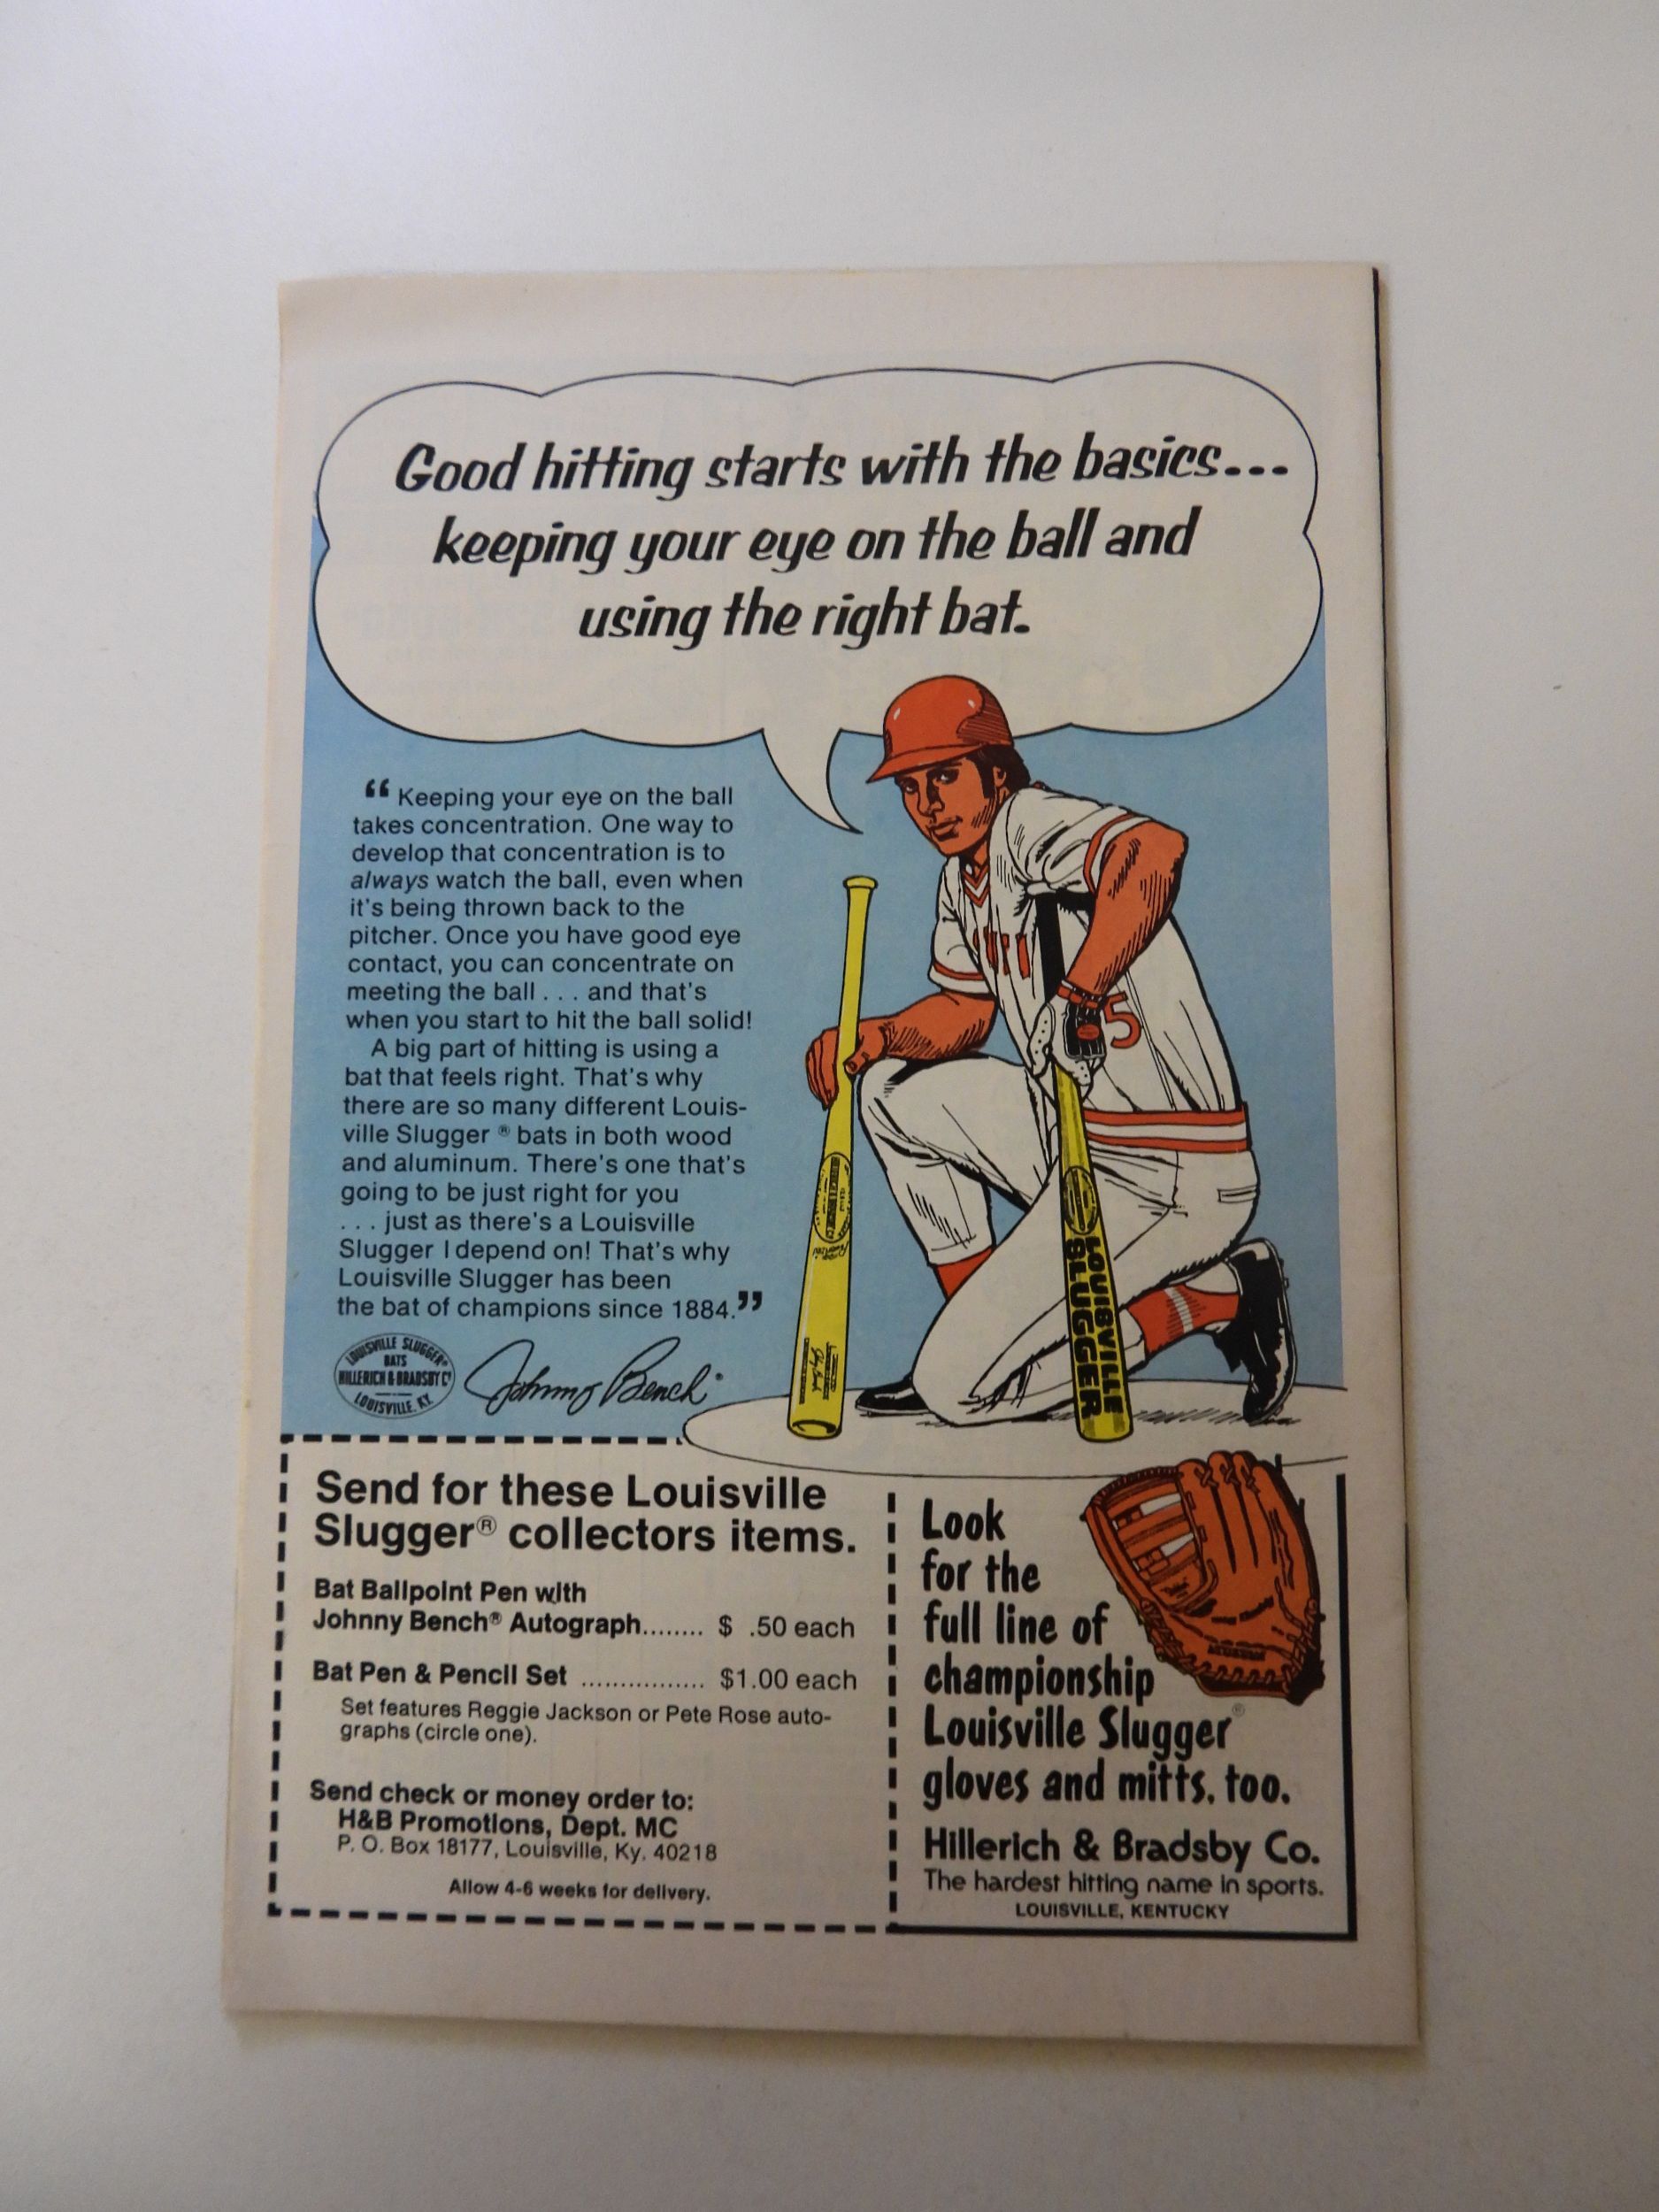 Good hitting starts with the basics...
keeping your eye on the ball and
using the right bat.
“Keeping your eye on the ball
takes concentration. One way to
develop that concentration is to
always watch the ball, even when
it's being thrown back to the
pitcher. Once you have good eye
contact, you can concentrate on
meeting the ball . . . and that's
when you start to hit the ball solid!
A big part of hitting is using a
bat that feels right. That's why
there are so many different Louis-
ville Slugger ® bats in both wood
and aluminum. There's one that's
going to be just right for you
. . . just as there's a Louisville
Slugger I depend on! That's why
Louisville Slugger has been
the bat of champions since 1884.”
LOUISVILLE SLUGGER®
BATS
HILLERICH & BRADSBY Cº
LOUISVILLE, KY.
Johnny Bench
5
LOUISVILLE
SLUGGER
Send for these Louisville
Slugger® collectors items.
Bat Ballpoint Pen with
Johnny Bench® Autograph........ $ .50 each
Bat Pen & Pencil Set ................ $1.00 each
Set features Reggie Jackson or Pete Rose auto-
graphs (circle one).
Send check or money order to:
H&B Promotions, Dept. MC
P. O. Box 18177, Louisville, Ky. 40218
Allow 4-6 weeks for delivery.
Look
for the
full line of
championship
Louisville Slugger®
gloves and mitts, too.
Hillerich & Bradsby Co.
The hardest hitting name in sports.
LOUISVILLE, KENTUCKY